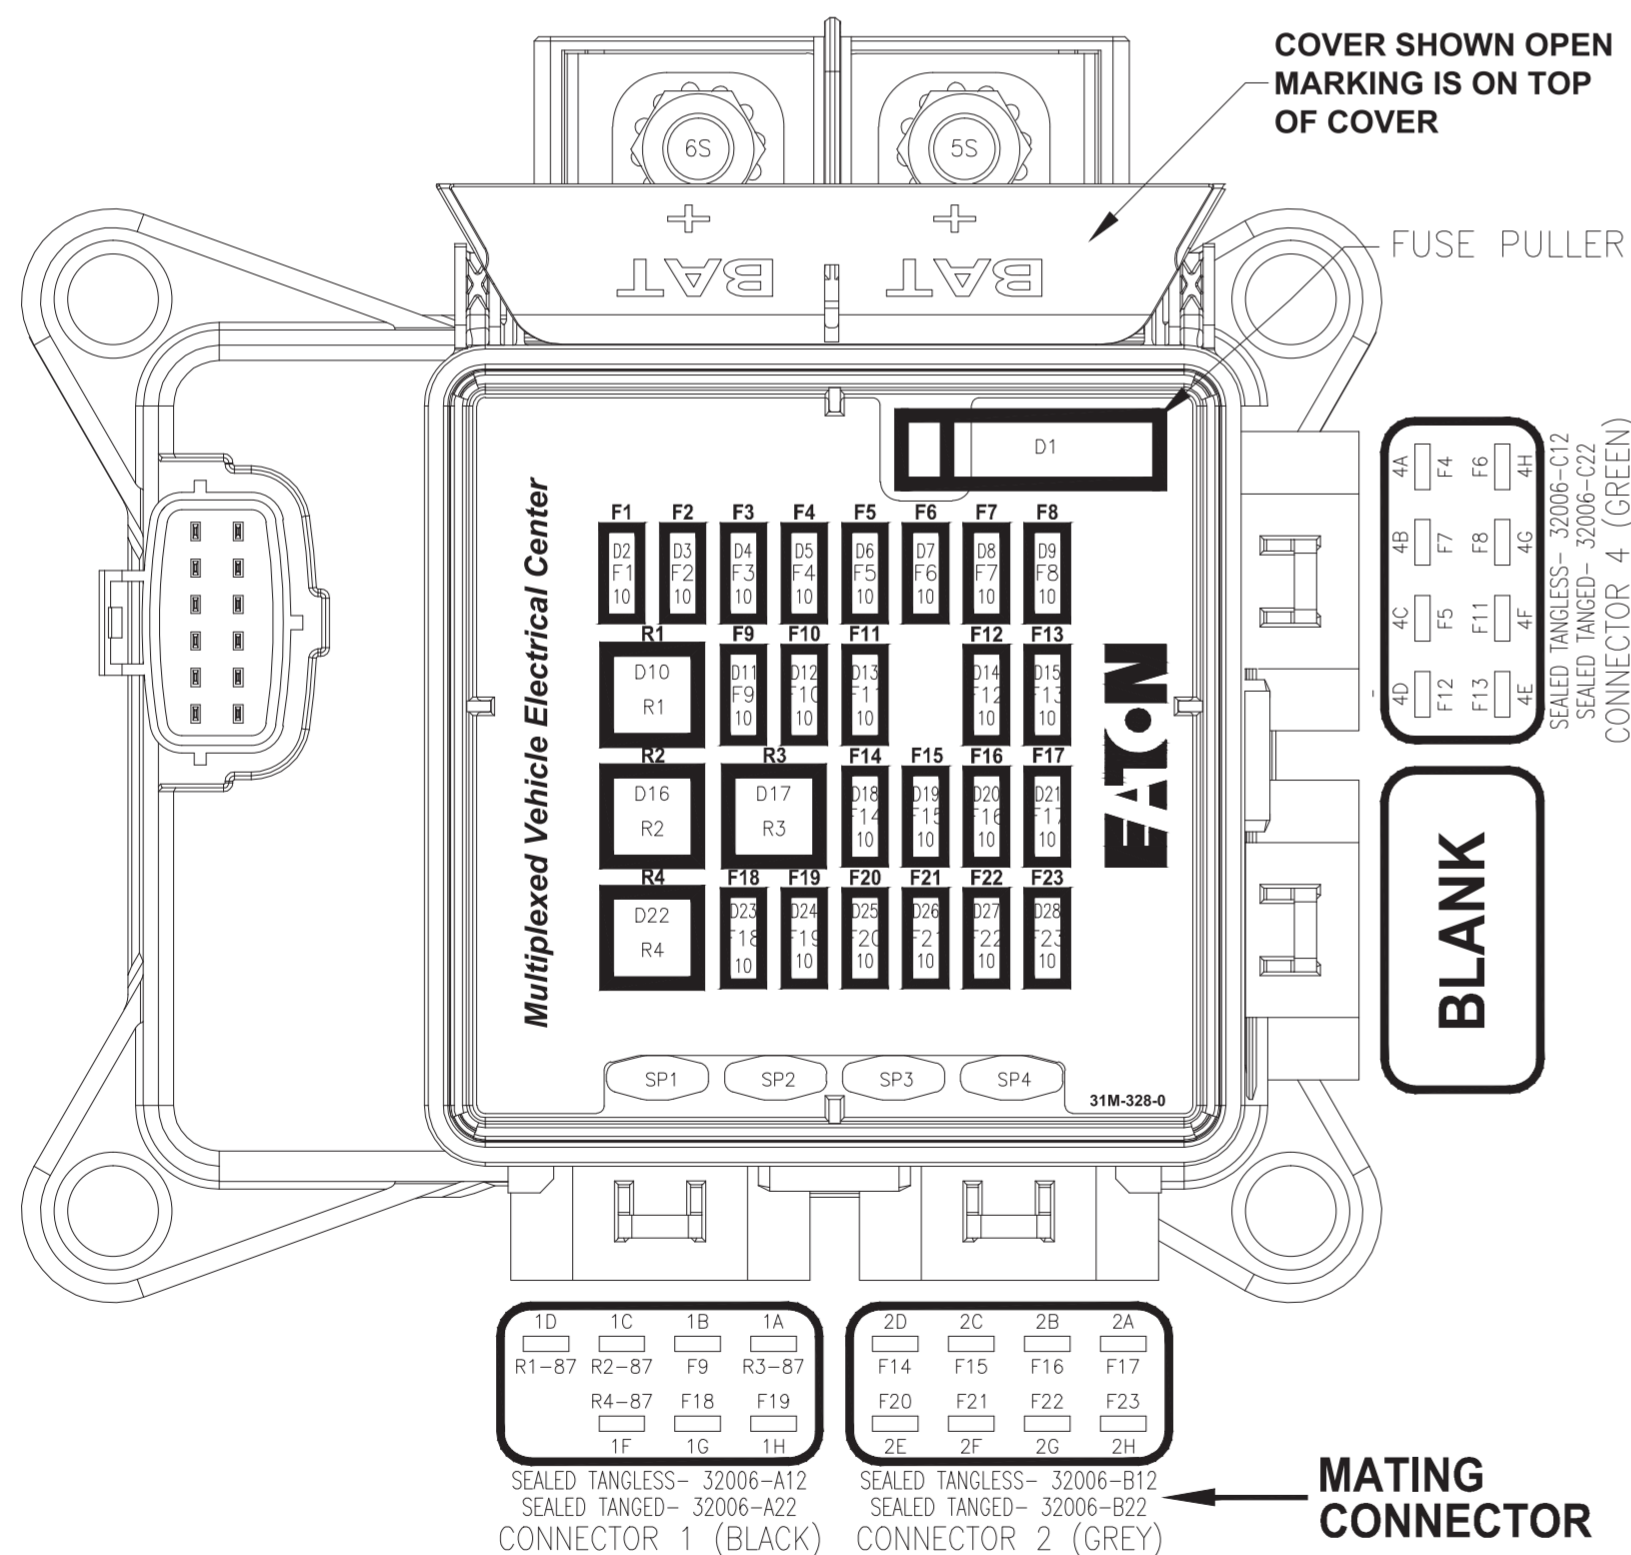 COVER SHOWN OPEN
MARKING IS ON TOP
OF COVER
6S 5S
+ +
BAT BAT
FUSE PULLER
D1
Multiplexed Vehicle Electrical Center
F1 F2 F3 F4 F5 F6 F7 F8
D2 D3 D4 D5 D6 D7 D8 D9
F1 F2 F3 F4 F5 F6 F7 F8
10 10 10 10 10 10 10 10
R1 F9 F10 F11 F12 F13
D10 D11 D12 D13 D14 D15
R1 F9 F10 F11 F12 F13
10 10 10 10 10
R2 R3 F14 F15 F16 F17
D16 D17 D18 D19 D20 D21
R2 R3 F14 F15 F16 F17
10 10 10 10
R4 F18 F19 F20 F21 F22 F23
D22 D23 D24 D25 D26 D27 D28
R4 F18 F19 F20 F21 F22 F23
10 10 10 10 10 10
EATON
SP1 SP2 SP3 SP4
31M-328-0
4A F4 F6 4H
4B F7 F8 4G
4C F5 F11 4F
4D F12 F13 4E
SEALED TANGLESS- 32006-C12
SEALED TANGED- 32006-C22
CONNECTOR 4 (GREEN)
BLANK
1D 1C 1B 1A
R1-87 R2-87 F9 R3-87
R4-87 F18 F19
1F 1G 1H
SEALED TANGLESS- 32006-A12
SEALED TANGED- 32006-A22
CONNECTOR 1 (BLACK)
2D 2C 2B 2A
F14 F15 F16 F17
F20 F21 F22 F23
2E 2F 2G 2H
SEALED TANGLESS- 32006-B12
SEALED TANGED- 32006-B22
CONNECTOR 2 (GREY)
MATING
CONNECTOR